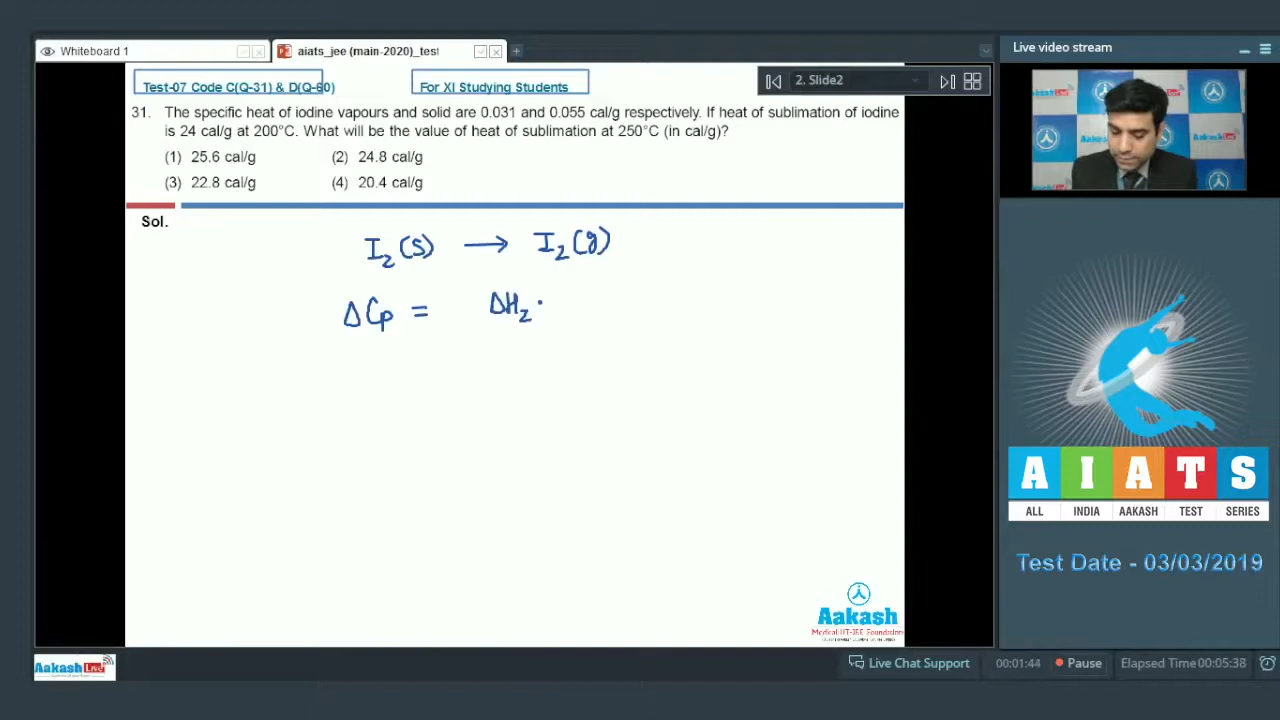 Whiteboard 1
aiats_jee (main-2020)_test
Live video stream
Test-07 Code C(Q-31) & D(Q-60)
For XI Studying Students
2. Slide2
31. The specific heat of iodine vapours and solid are 0.031 and 0.055 cal/g respectively. If heat of sublimation of iodine
is 24 cal/g at 200°C. What will be the value of heat of sublimation at 250°C (in cal/g)?
(1) 25.6 cal/g (2) 24.8 cal/g
(3) 22.8 cal/g (4) 20.4 cal/g
Sol.
I₂(s) → I₂(g)
ΔCp = ΔH₂
A I A T S
ALL INDIA AAKASH TEST SERIES
Test Date - 03/03/2019
Aakash
Medical|IIT-JEE|Foundations
AakashLive
Live Chat Support
00:01:44
Pause
Elapsed Time 00:05:38